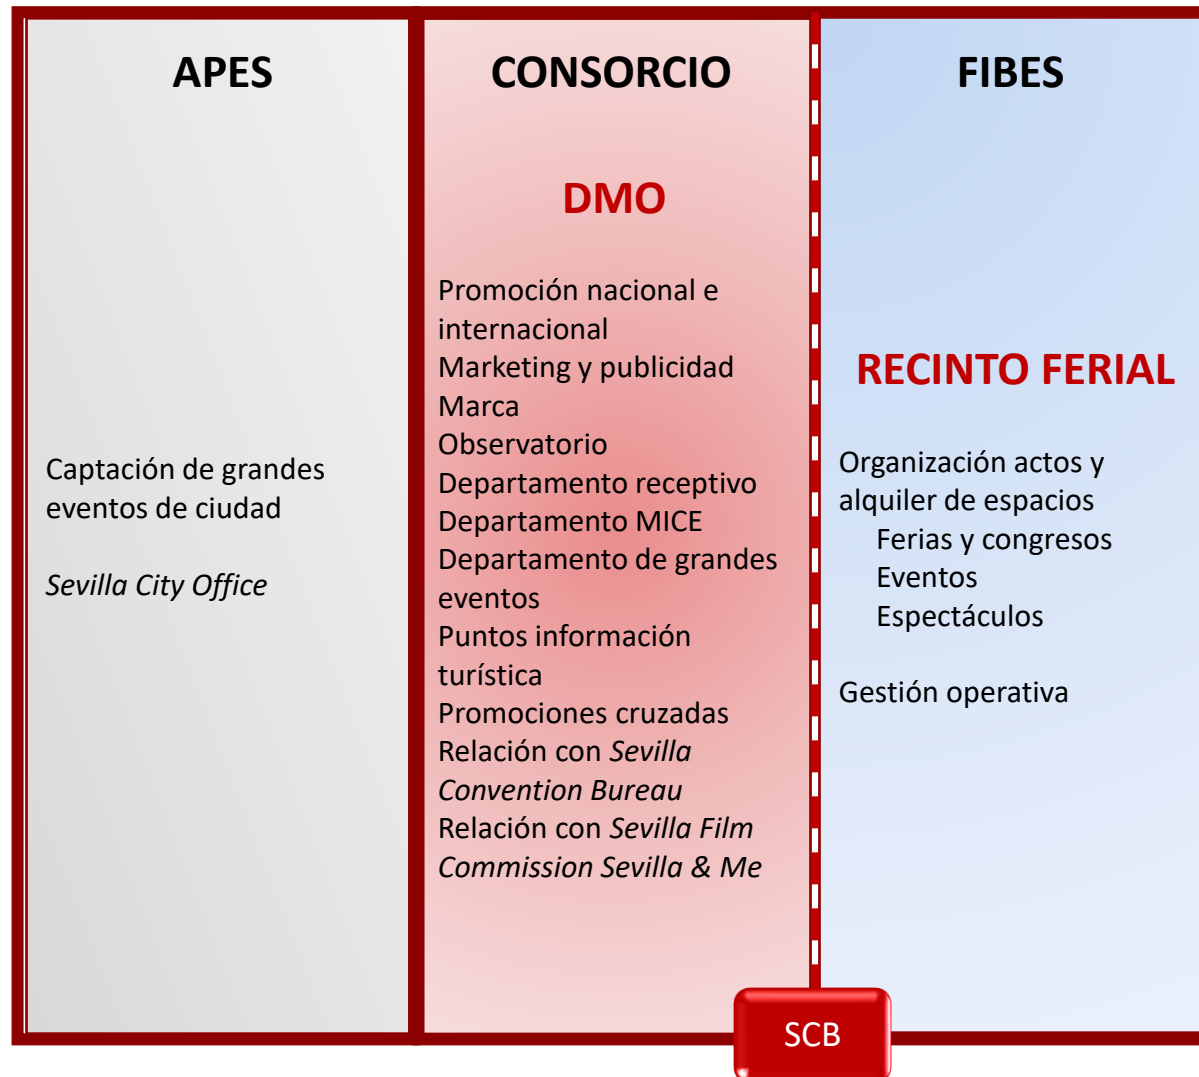 APES
Captación de grandes
eventos de ciudad
Sevilla City Office
CONSORCIO
DMO
Promoción nacional e
internacional
Marketing y publicidad
Marca
Observatorio
Departamento receptivo
Departamento MICE
Departamento de grandes
eventos
Puntos información
turística
Promociones cruzadas
Relación con Sevilla
Convention Bureau
Relación con Sevilla Film
Commission Sevilla & Me
FIBES
RECINTO FERIAL
Organización actos y
alquiler de espacios
Ferias y congresos
Eventos
Espectáculos
Gestión operativa
SCB